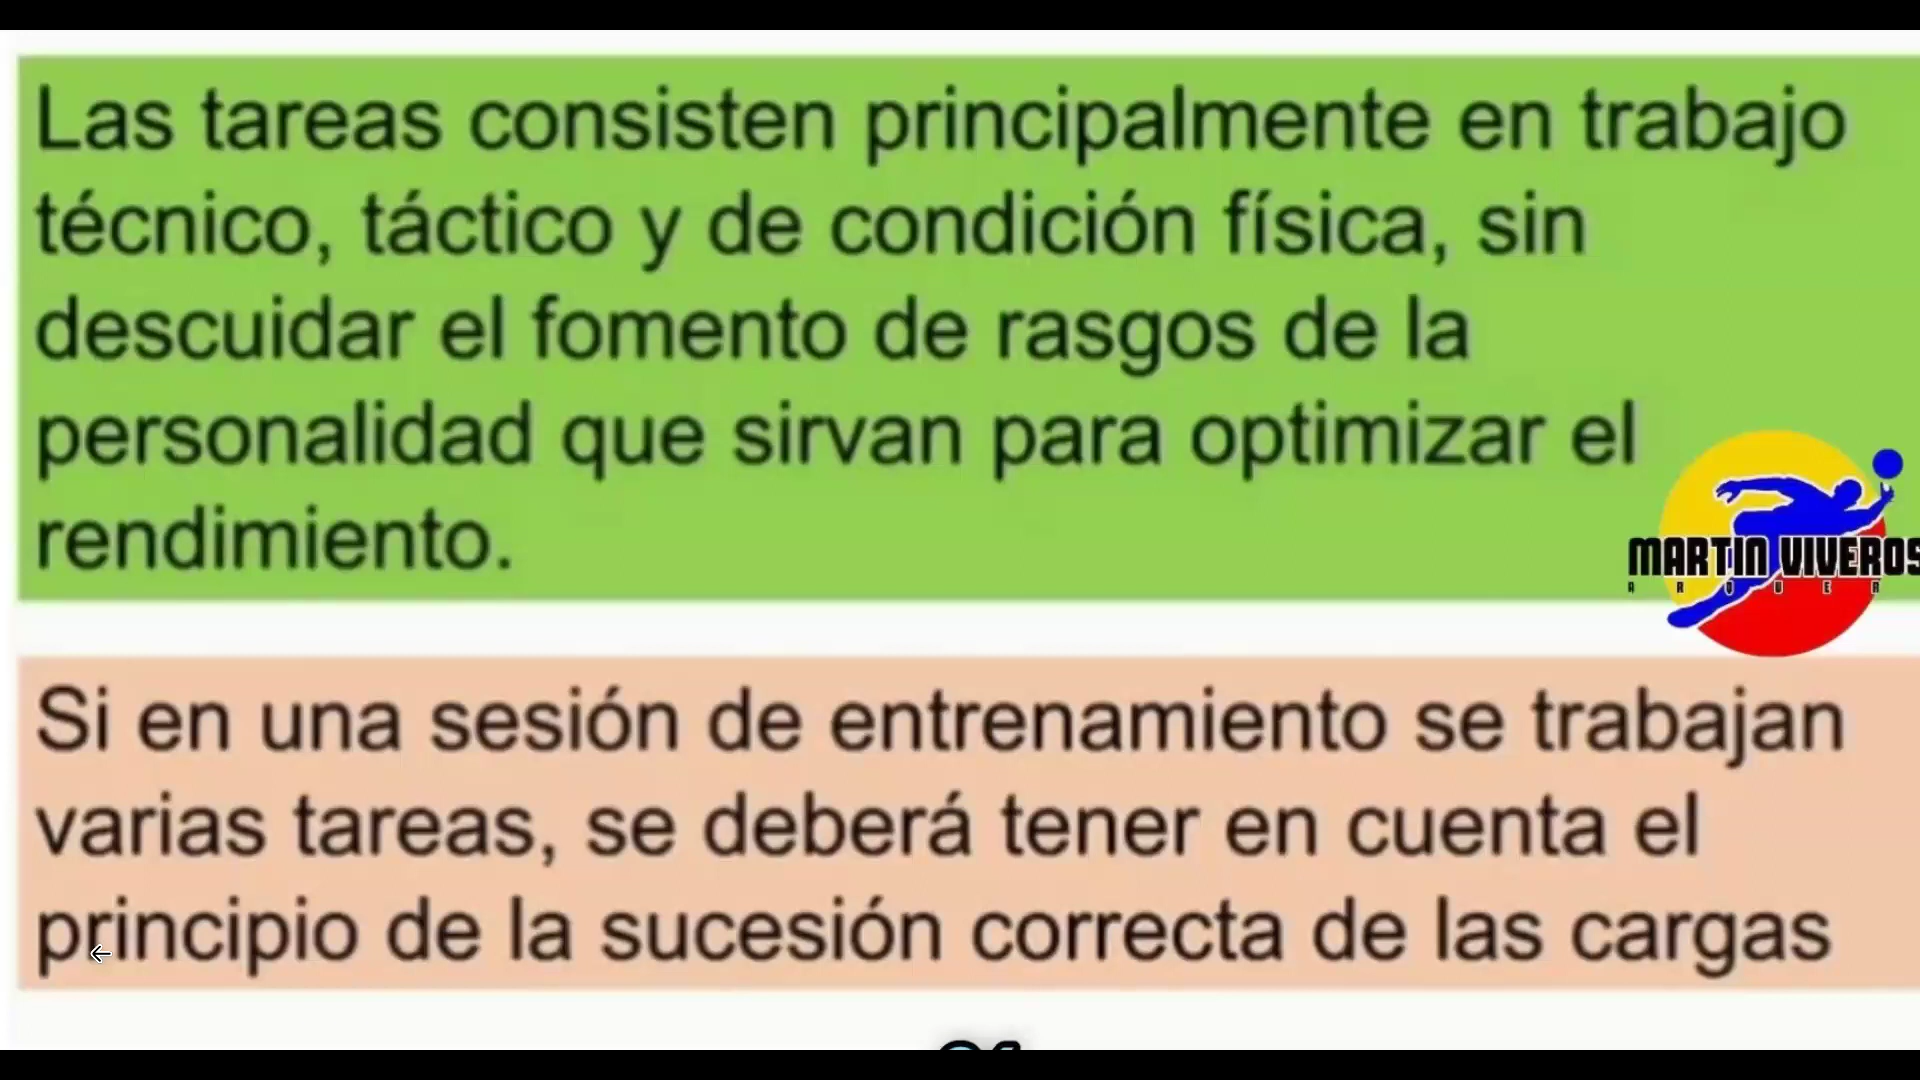 Las tareas consisten principalmente en trabajo
técnico, táctico y de condición física, sin
descuidar el fomento de rasgos de la
personalidad que sirvan para optimizar el
rendimiento.
MARTIN VIVEROS
Si en una sesión de entrenamiento se trabajan
varias tareas, se deberá tener en cuenta el
principio de la sucesión correcta de las cargas